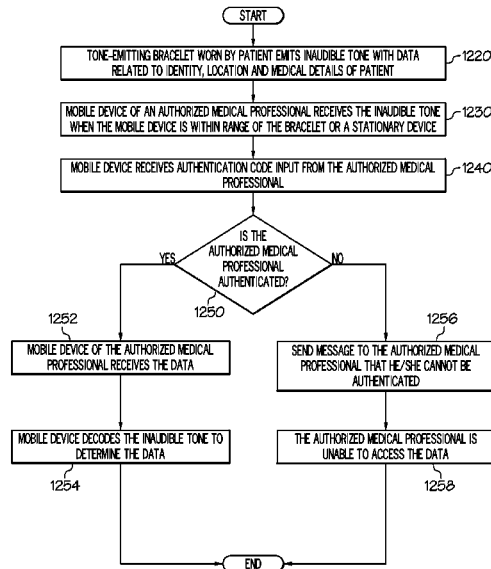 START
TONE-EMITTING BRACELET WORN BY PATIENT EMITS INAUDIBLE TONE WITH DATA
RELATED TO IDENTITY, LOCATION AND MEDICAL DETAILS OF PATIENT
1220
MOBILE DEVICE OF AN AUTHORIZED MEDICAL PROFESSIONAL RECEIVES THE INAUDIBLE TONE
WHEN THE MOBILE DEVICE IS WITHIN RANGE OF THE BRACELET OR A STATIONARY DEVICE
1230
MOBILE DEVICE RECEIVES AUTHENTICATION CODE INPUT FROM THE AUTHORIZED MEDICAL
PROFESSIONAL
1240
IS THE
AUTHORIZED MEDICAL
PROFESSIONAL
AUTHENTICATED?
YES
NO
1250
1252
MOBILE DEVICE OF THE AUTHORIZED MEDICAL
PROFESSIONAL RECEIVES THE DATA
1256
SEND MESSAGE TO THE AUTHORIZED MEDICAL
PROFESSIONAL THAT HE/SHE CANNOT BE
AUTHENTICATED
MOBILE DEVICE DECODES THE INAUDIBLE TONE TO
DETERMINE THE DATA
1254
THE AUTHORIZED MEDICAL PROFESSIONAL IS
UNABLE TO ACCESS THE DATA
1258
END